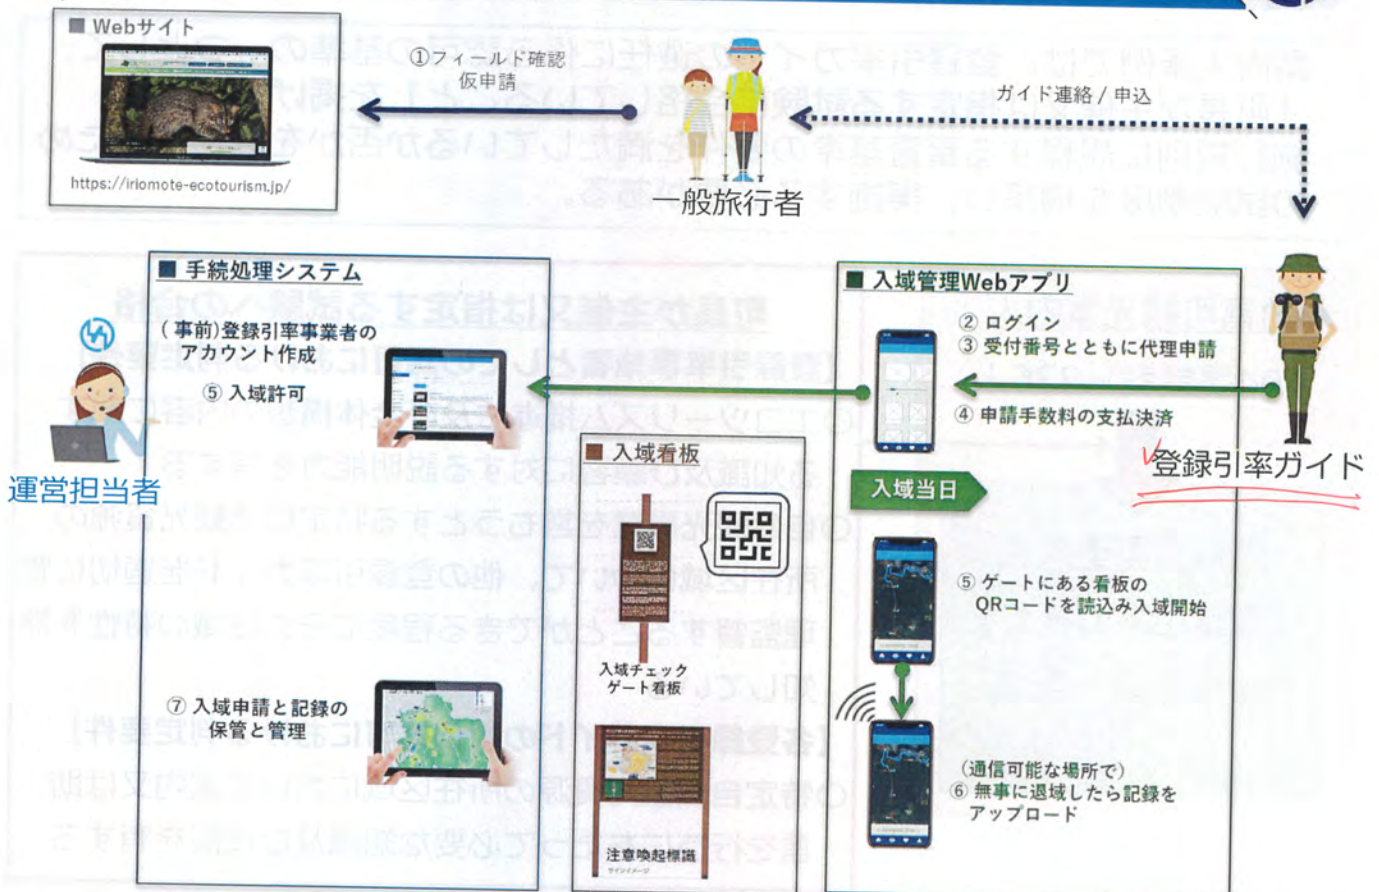 ■ Webサイト
https://iriomote-ecotourism.jp/
①フィールド確認
仮申請
ガイド連絡 / 申込
一般旅行者
■ 手続処理システム
(事前)登録引率事業者の
アカウント作成
⑤ 入域許可
運営担当者
⑦ 入域申請と記録の
保管と管理
■ 入域看板
入域チェック
ゲート看板
注意喚起標識
サインイメージ
■ 入域管理Webアプリ
② ログイン
③ 受付番号とともに代理申請
④ 申請手数料の支払決済
登録引率ガイド
入域当日
⑤ ゲートにある看板の
QRコードを読込み入域開始
(通信可能な場所で)
⑥ 無事に退域したら記録を
アップロード